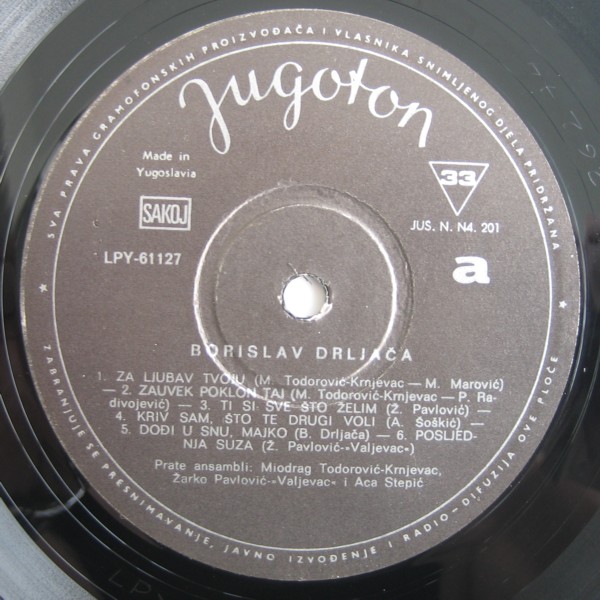 SVA PRAVA GRAMOFONSKIH PROIZVOĐAČA I VLASNIKA SNIMLJENOG DJELA PRIDRŽANA
Jugoton
Made in
Yugoslavia
SAKOJ
LPY-61127
33
JUS. N. N4. 201
a
BORISLAV DRLJAČA
1. ZA LJUBAV TVOJU (M. Todorović-Krnjevac — M. Marović)
— 2. ZAUVEK POKLON TAJ (M. Todorović-Krnjevac — P. Ra-
divojević) — 3. TI SI SVE ŠTO ŽELIM (Ž. Pavlović) —
4. KRIV SAM, ŠTO TE DRUGI VOLI (A. Šoškić) —
5. DOĐI U SNU, MAJKO (B. Drljača) — 6. POSLJED-
NJA SUZA (Ž. Pavlović-»Valjevac«)
Prate ansambli: Miodrag Todorović-Krnjevac,
Žarko Pavlović-»Valjevac« i Aca Stepić
ZABRANJUJE SE PRESNIMAVANJE, JAVNO IZVOĐENJE I RADIO-DIFUZIJA OVE PLOČE